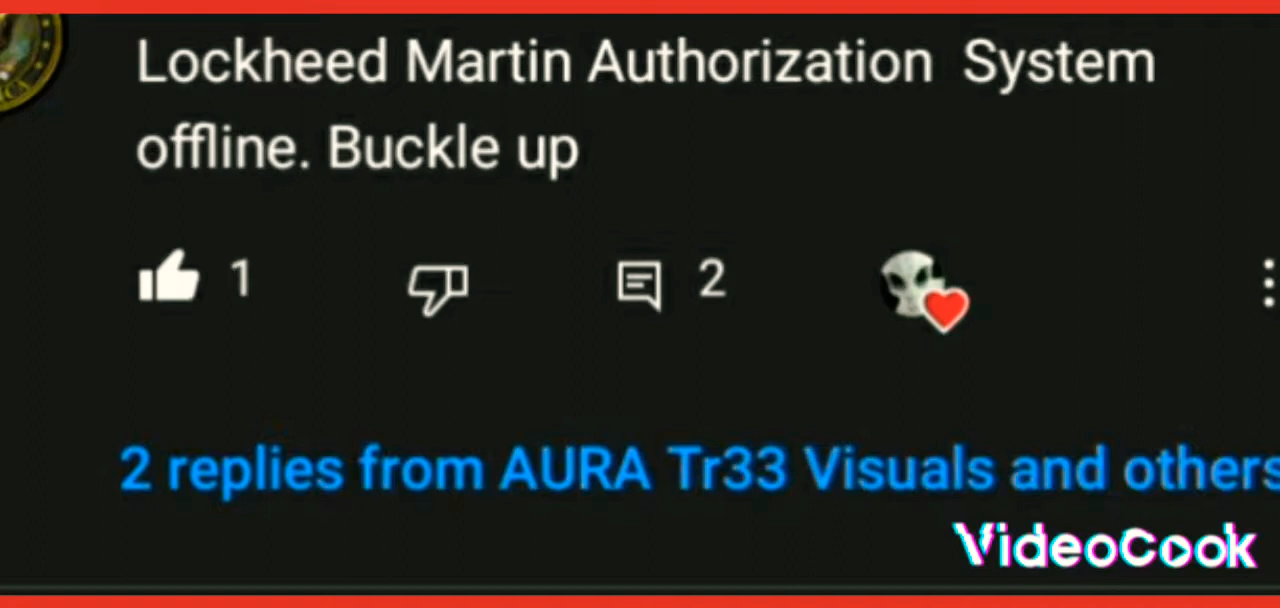 Lockheed Martin Authorization  System
offline. Buckle up
1
2
2 replies from AURA Tr33 Visuals and others
VideoCook